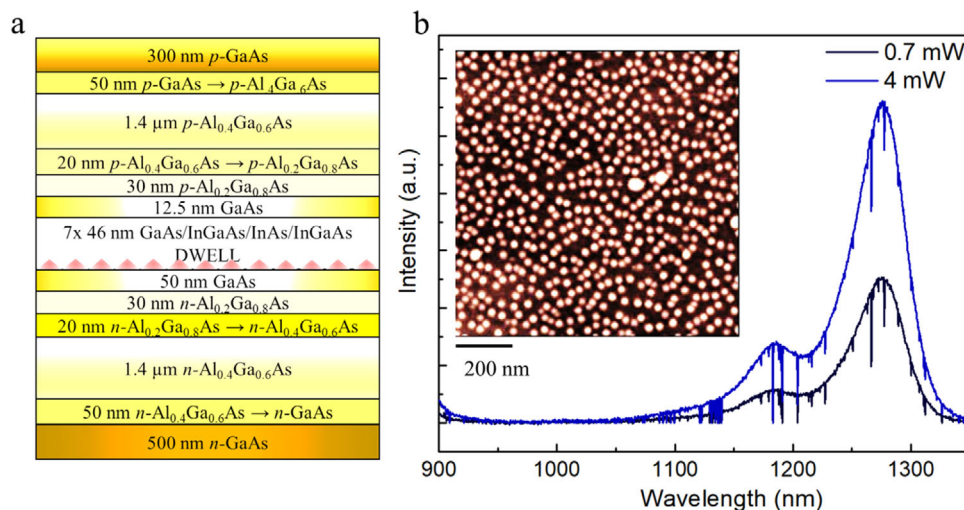 a
300 nm p-GaAs
50 nm p-GaAs → p-Al.4Ga.6As
1.4 µm p-Al0.4Ga0.6As
20 nm p-Al0.4Ga0.6As → p-Al0.2Ga0.8As
30 nm p-Al0.2Ga0.8As
12.5 nm GaAs
7x 46 nm GaAs/InGaAs/InAs/InGaAs
DWELL
50 nm GaAs
30 nm n-Al0.2Ga0.8As
20 nm n-Al0.2Ga0.8As → n-Al0.4Ga0.6As
1.4 µm n-Al0.4Ga0.6As
50 nm n-Al0.4Ga0.6As → n-GaAs
500 nm n-GaAs
b
0.7 mW
4 mW
Intensity (a.u.)
200 nm
900 1000 1100 1200 1300
Wavelength (nm)